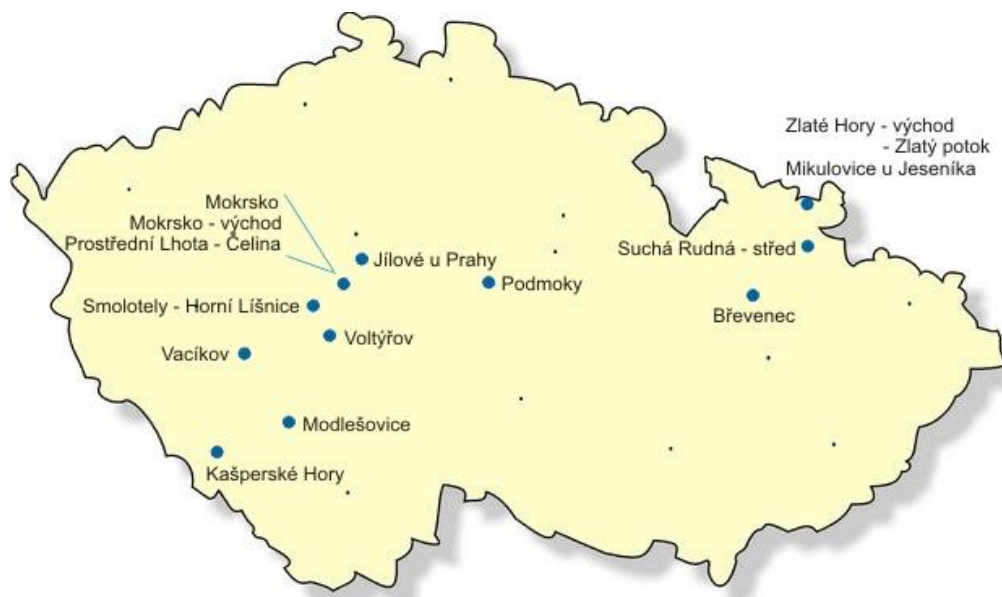 Zlaté Hory - východ
- Zlatý potok
Mikulovice u Jeseníka
Mokrsko
Mokrsko - východ
Prostřední Lhota - Čelina
Suchá Rudná - střed
Jílové u Prahy
Podmoky
Smolotely - Horní Líšnice
Břevenec
Voltýřov
Vacíkov
Modlešovice
Kašperské Hory